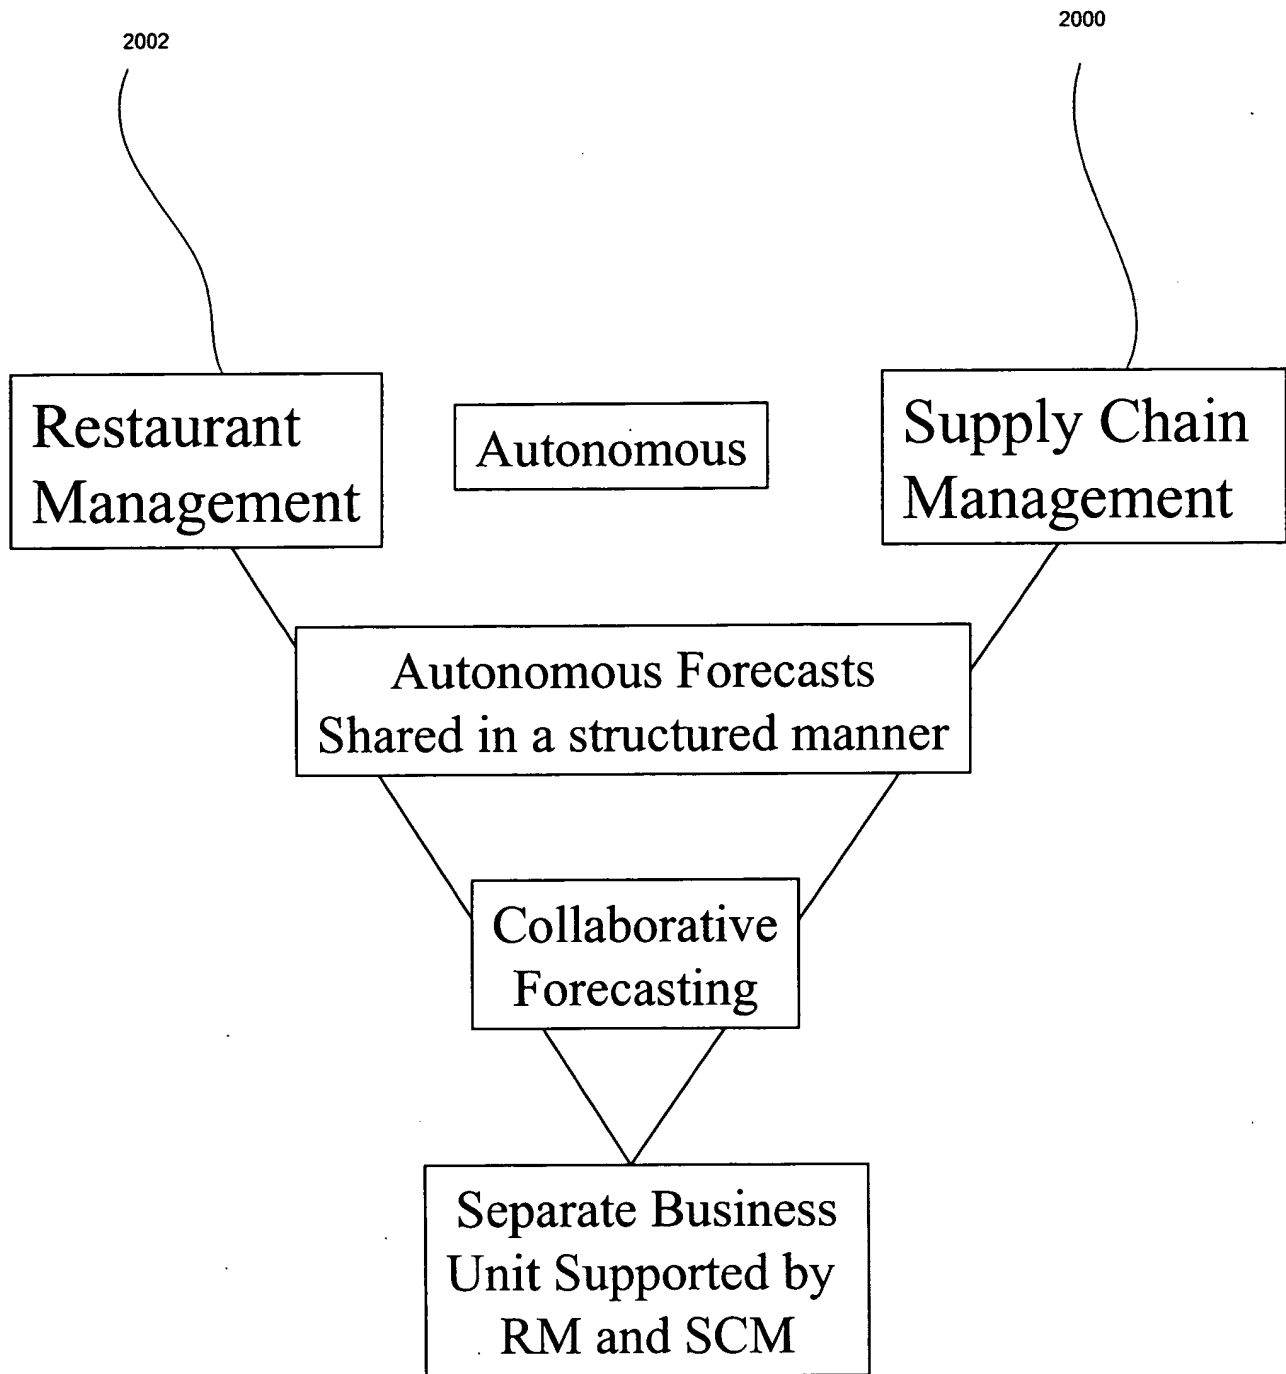 2002
2000
Restaurant
Management
Autonomous
Supply Chain
Management
Autonomous Forecasts
Shared in a structured manner
Collaborative
Forecasting
Separate Business
Unit Supported by
RM and SCM